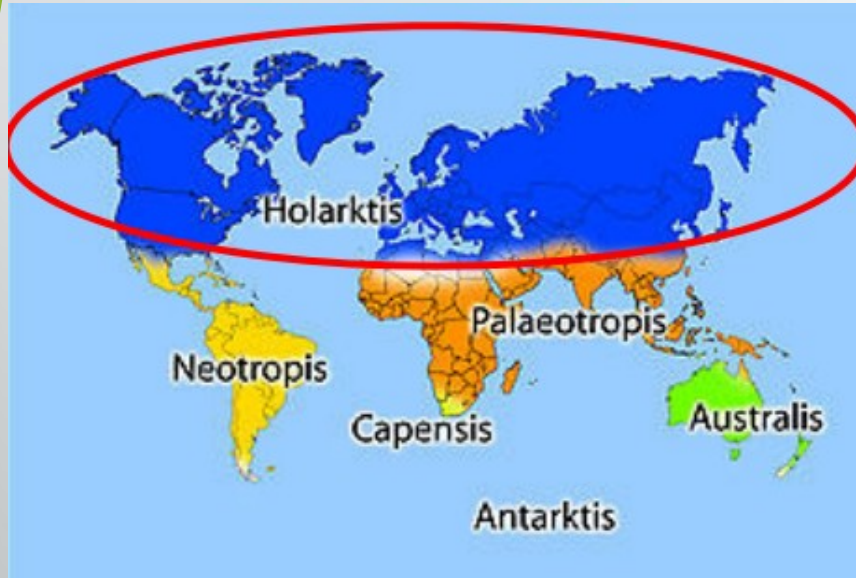 Holarktis
Palaeotropis
Neotropis
Capensis
Australis
Antarktis